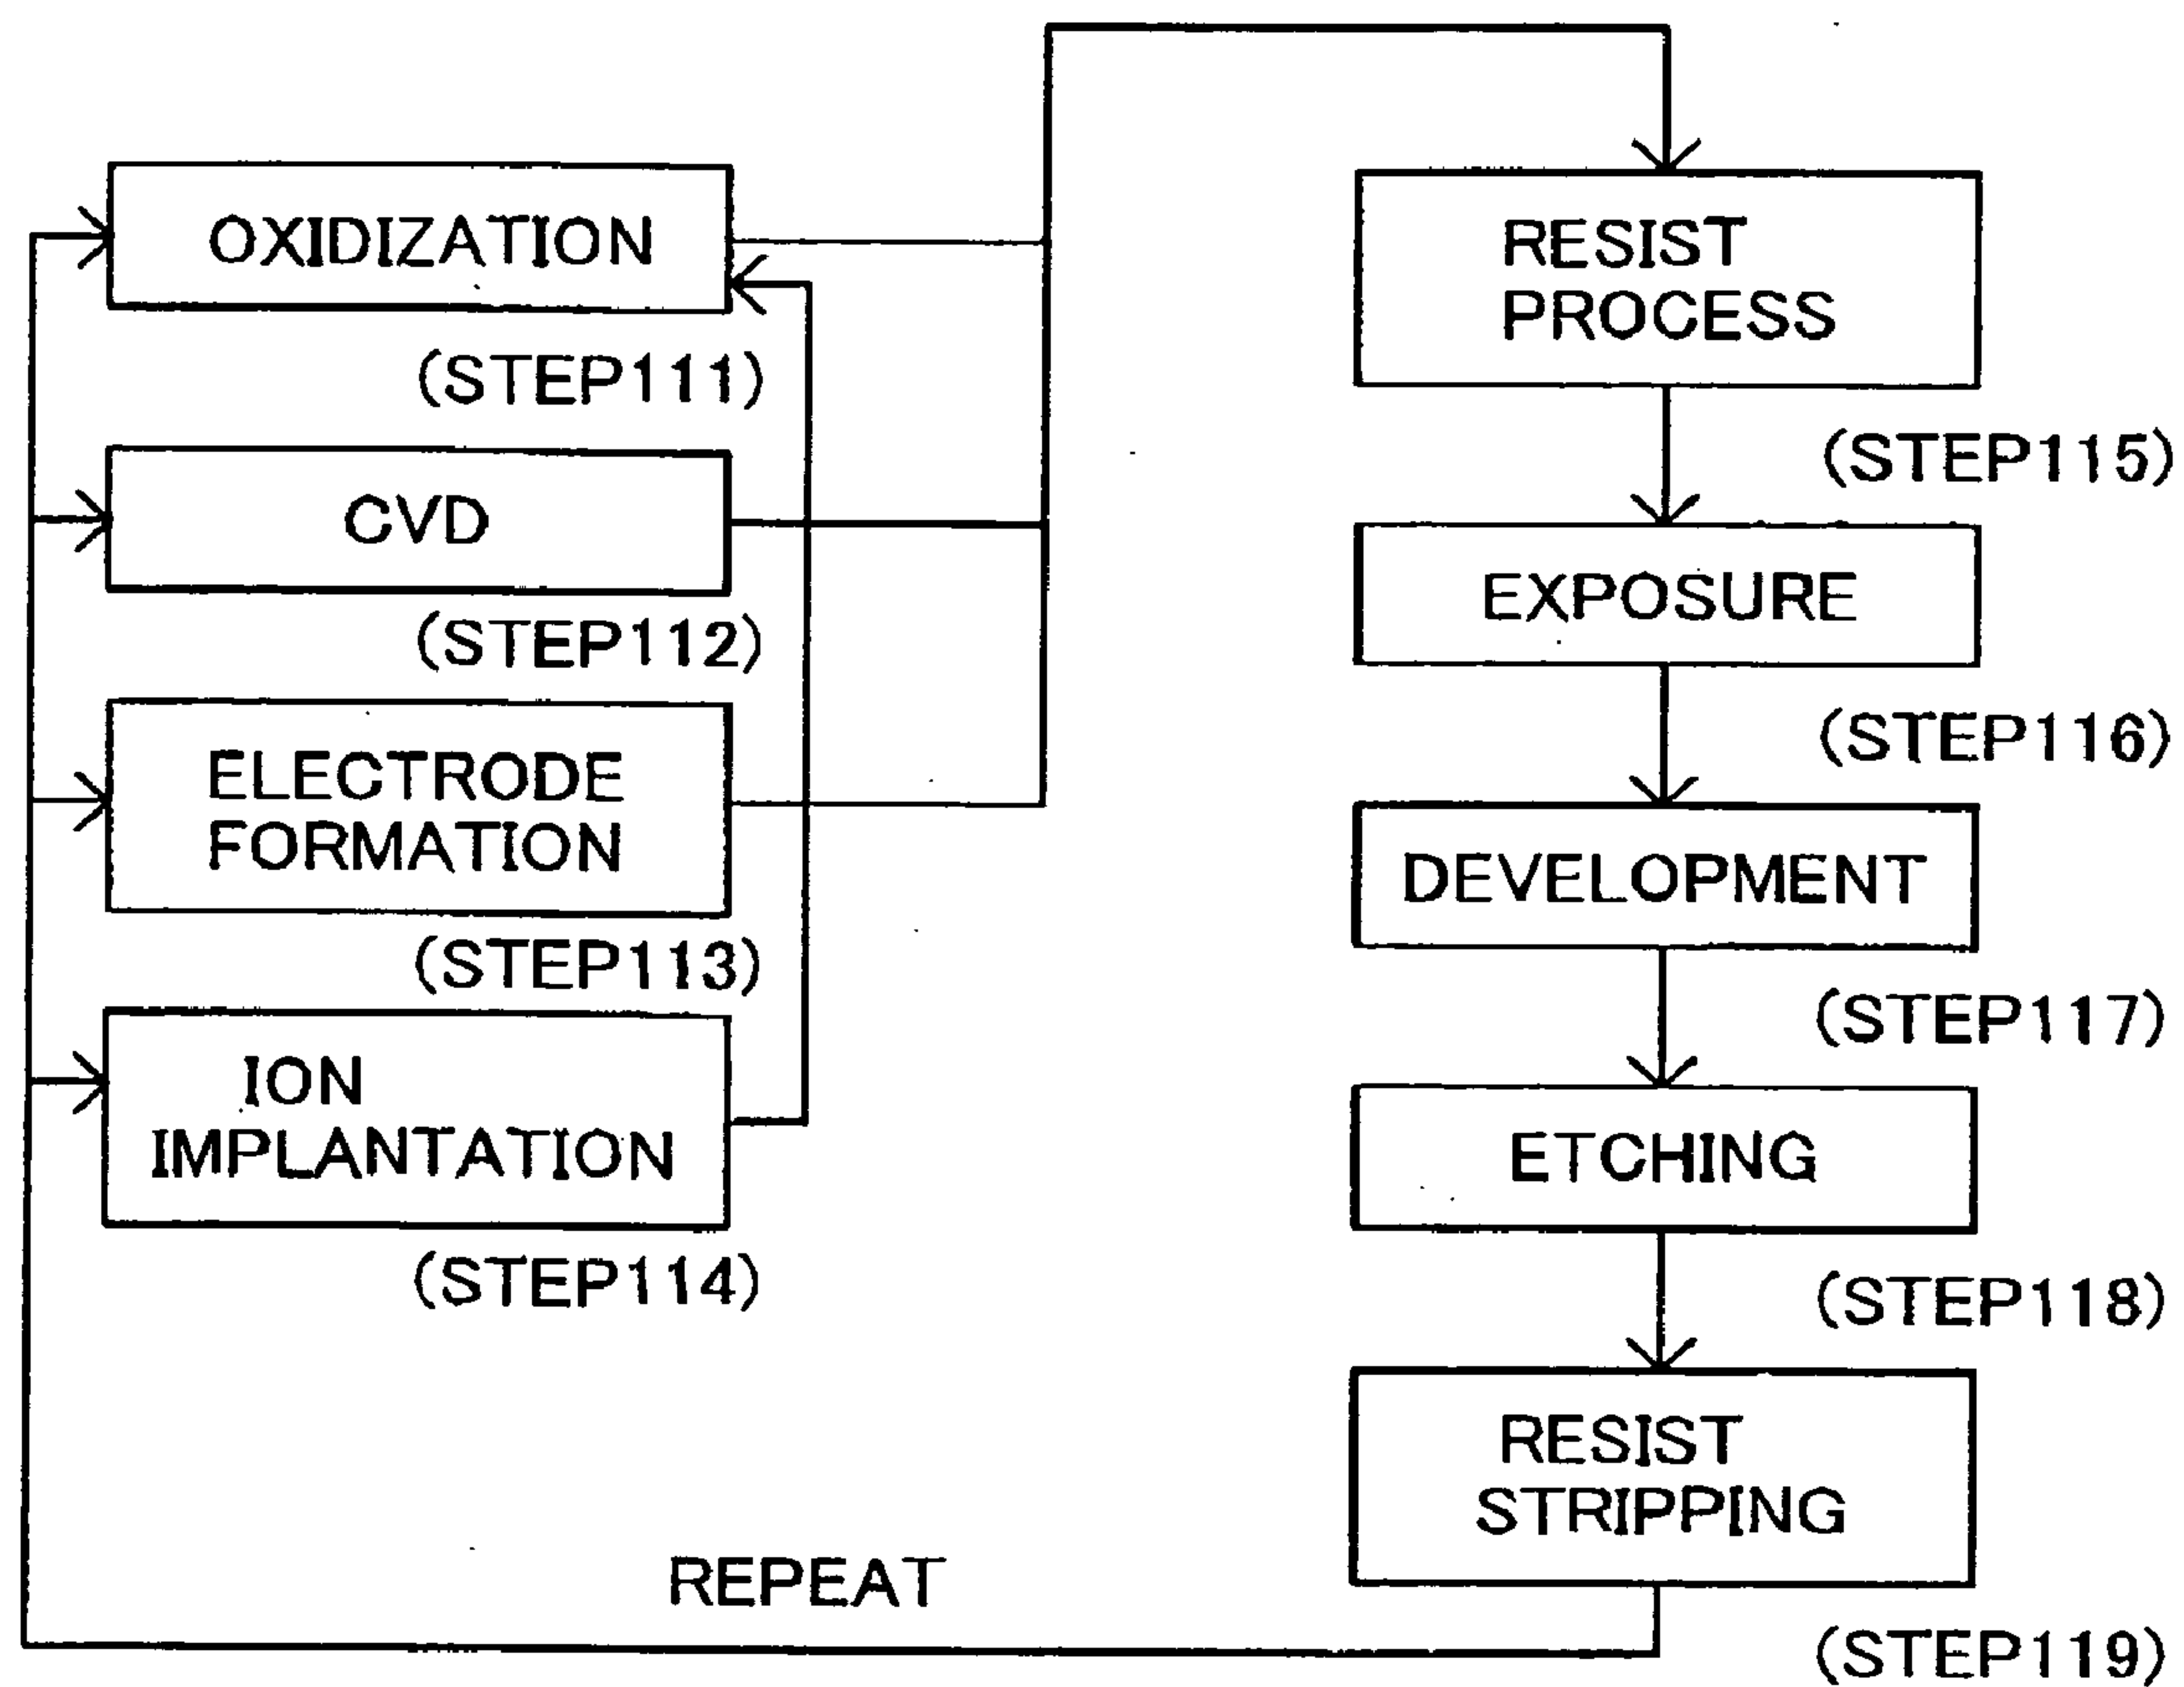 OXIDIZATION
(STEP111)
CVD
(STEP112)
ELECTRODE
FORMATION
(STEP113)
ION
IMPLANTATION
(STEP114)
RESIST
PROCESS
(STEP115)
EXPOSURE
(STEP116)
DEVELOPMENT
(STEP117)
ETCHING
(STEP118)
RESIST
STRIPPING
(STEP119)
REPEAT